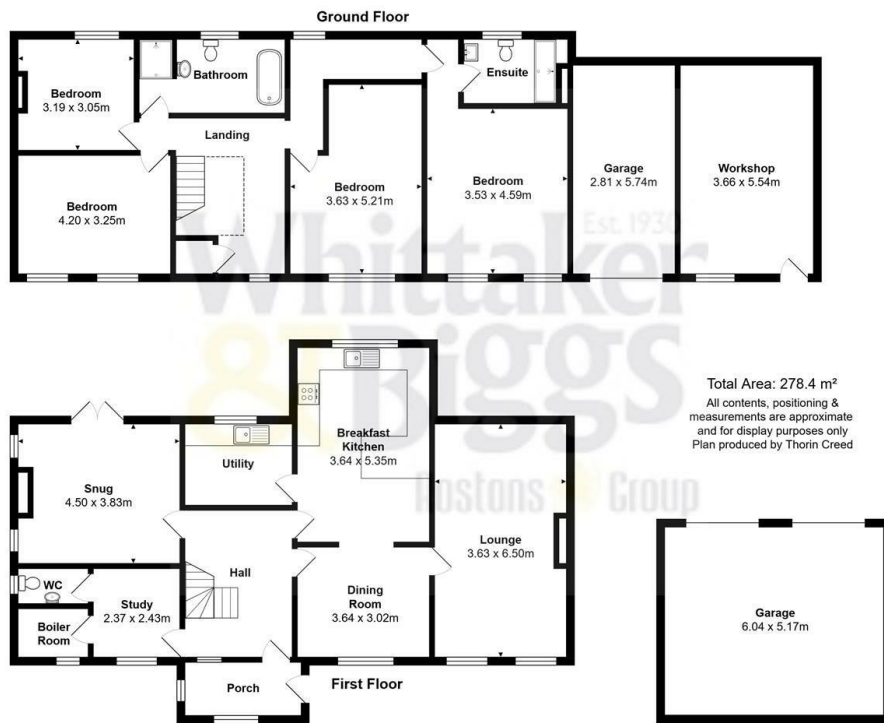 Ground Floor
Bedroom
3.19 x 3.05m
Bathroom
Ensuite
Landing
Bedroom
4.20 x 3.25m
Bedroom
3.63 x 5.21m
Bedroom
3.53 x 4.59m
Garage
2.81 x 5.74m
Workshop
3.66 x 5.54m
Est. 1930
Whittaker
& Biggs
Rostons Group
Total Area: 278.4 m²
All contents, positioning &
measurements are approximate
and for display purposes only
Plan produced by Thorin Creed
Breakfast
Kitchen
3.64 x 5.35m
Utility
Snug
4.50 x 3.83m
Lounge
3.63 x 6.50m
Hall
WC
Study
2.37 x 2.43m
Dining
Room
3.64 x 3.02m
Boiler
Room
Garage
6.04 x 5.17m
Porch
First Floor